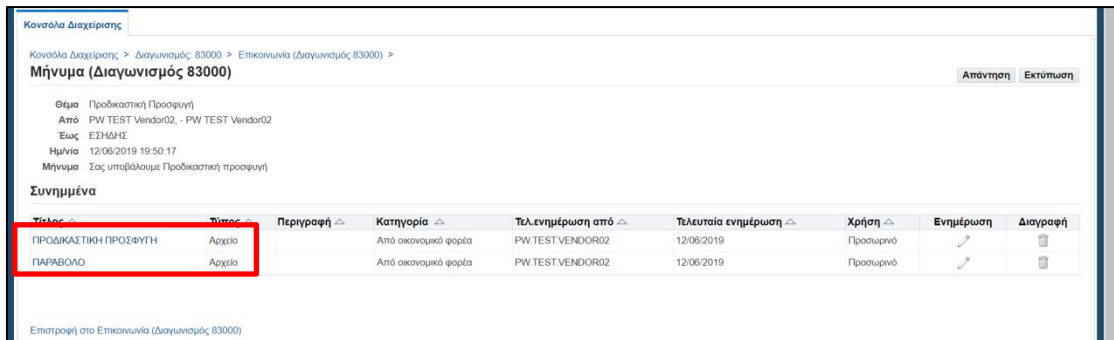 Κονσόλα Διαχείρισης
Κονσόλα Διαχείρισης > Διαγωνισμός: 83000 > Επικοινωνία (Διαγωνισμός 83000) >
Μήνυμα (Διαγωνισμός 83000)
Απάντηση Εκτύπωση
Θέμα Προδικαστική Προσφυγή
Από PW TEST Vendor02, - PW TEST Vendor02
Έως ΕΣΗΔΗΣ
Ημ/νία 12/06/2019 19:50:17
Μήνυμα Σας υποβάλουμε Προδικαστική προσφυγή
Συνημμένα
Τίτλος Τύπος Περιγραφή Κατηγορία Τελ.ενημέρωση από Τελευταία ενημέρωση Χρήση Ενημέρωση Διαγραφή
ΠΡΟΔΙΚΑΣΤΙΚΗ ΠΡΟΣΦΥΓΗ Αρχείο Από οικονομικό φορέα PW.TEST.VENDOR02 12/06/2019 Προσωρινό
ΠΑΡΑΒΟΛΟ Αρχείο Από οικονομικό φορέα PW.TEST.VENDOR02 12/06/2019 Προσωρινό
Επιστροφή στο Επικοινωνία (Διαγωνισμός 83000)